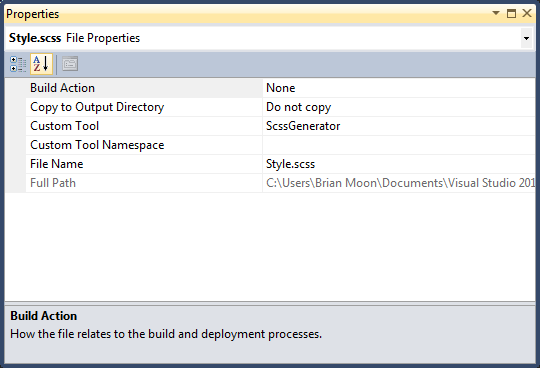 Properties
Style.scss File Properties
Build Action None
Copy to Output Directory Do not copy
Custom Tool ScssGenerator
Custom Tool Namespace
File Name Style.scss
Full Path C:\Users\Brian Moon\Documents\Visual Studio 201
Build Action
How the file relates to the build and deployment processes.